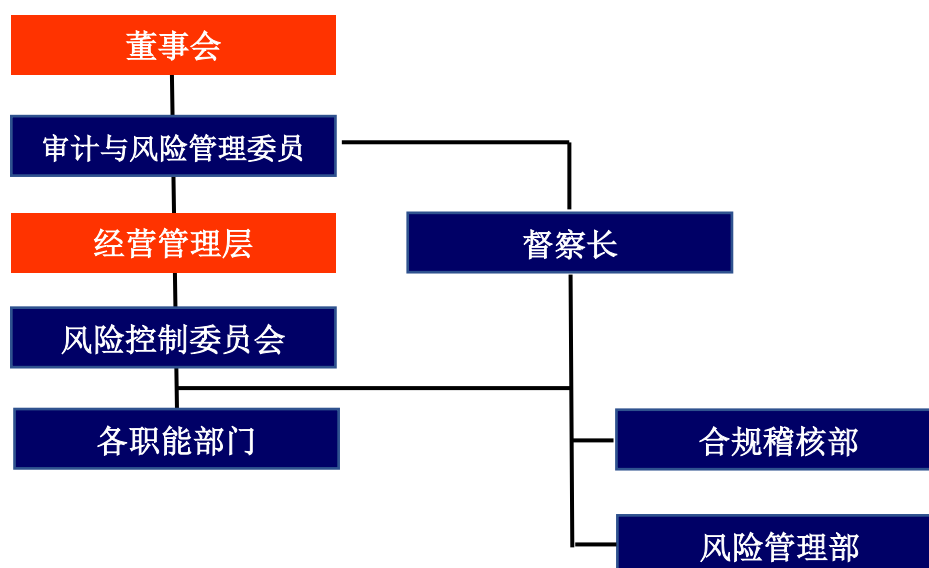 董事会
审计与风险管理委员
经营管理层
督察长
风险控制委员会
各职能部门
合规稽核部
风险管理部